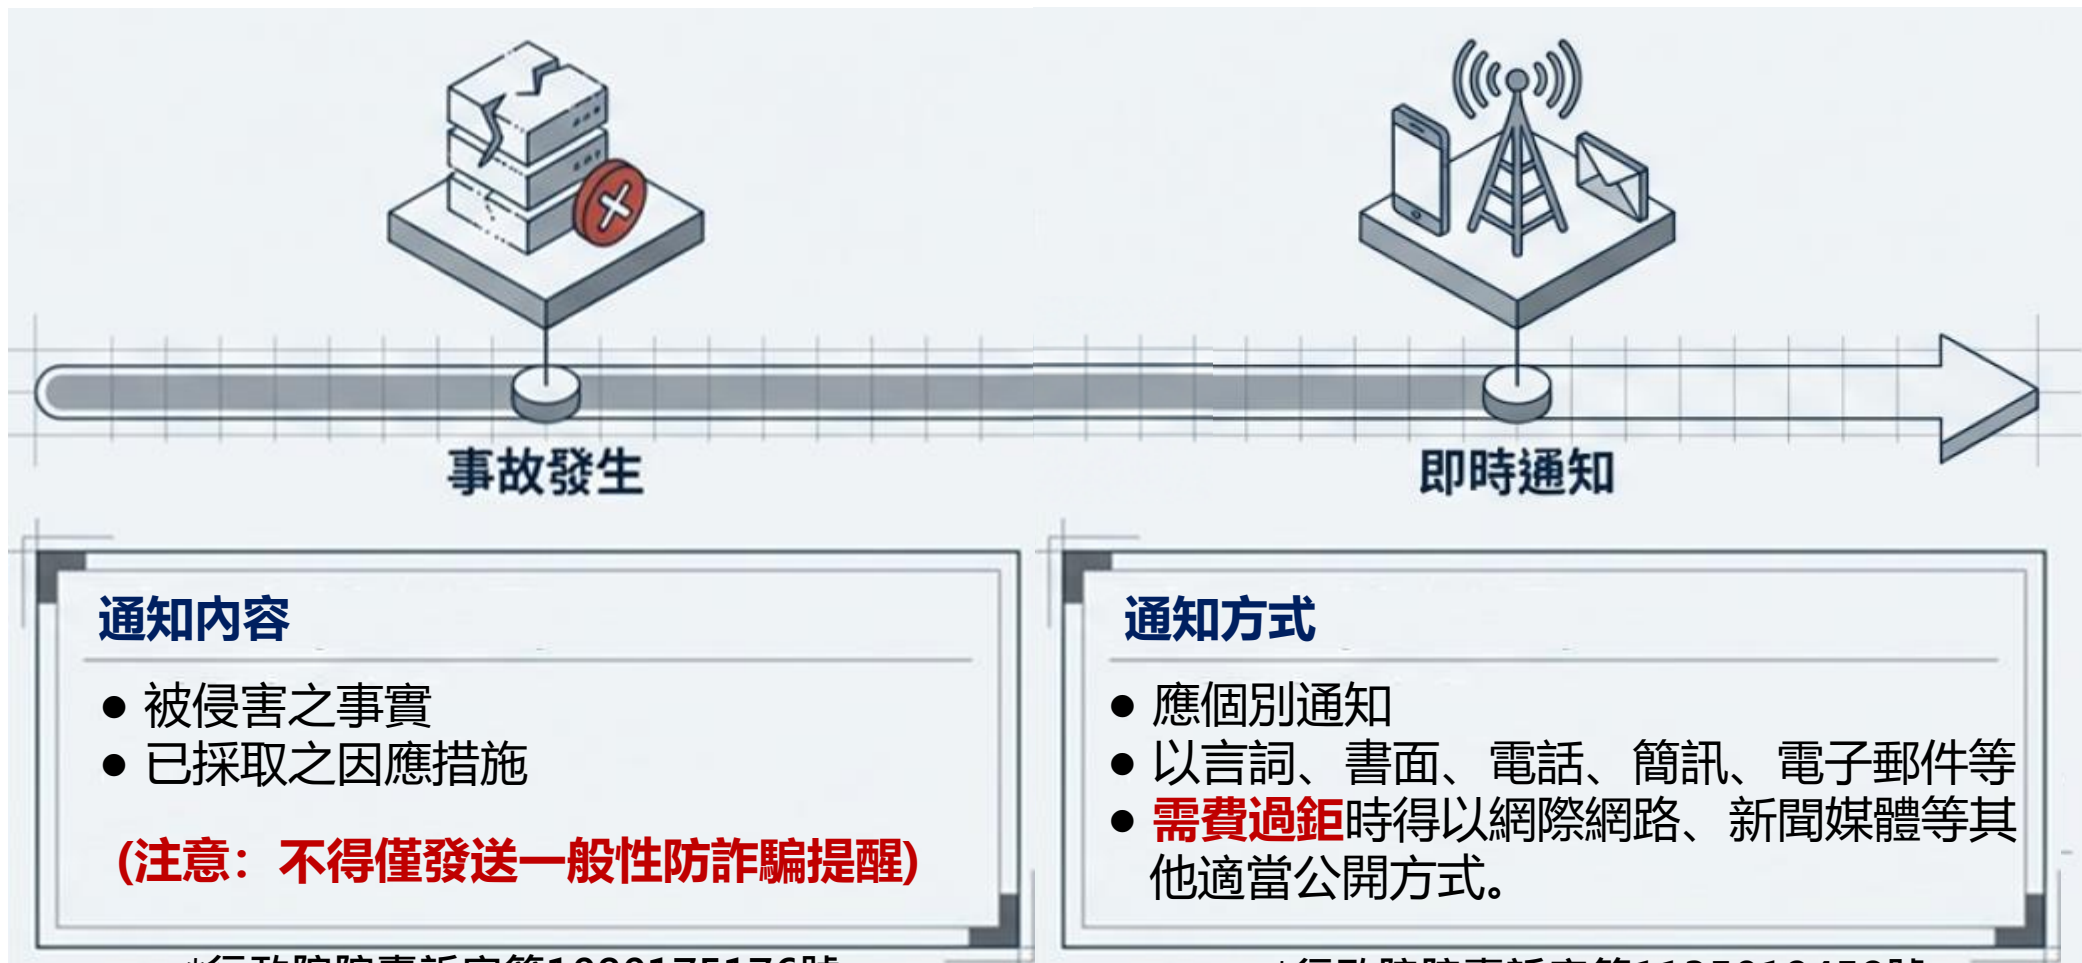 事故發生
即時通知
通知內容
● 被侵害之事實
● 已採取之因應措施
(注意：不得僅發送一般性防詐騙提醒)
通知方式
● 應個別通知
● 以言詞、書面、電話、簡訊、電子郵件等
● 需費過鉅時得以網際網路、新聞媒體等其
他適當公開方式。